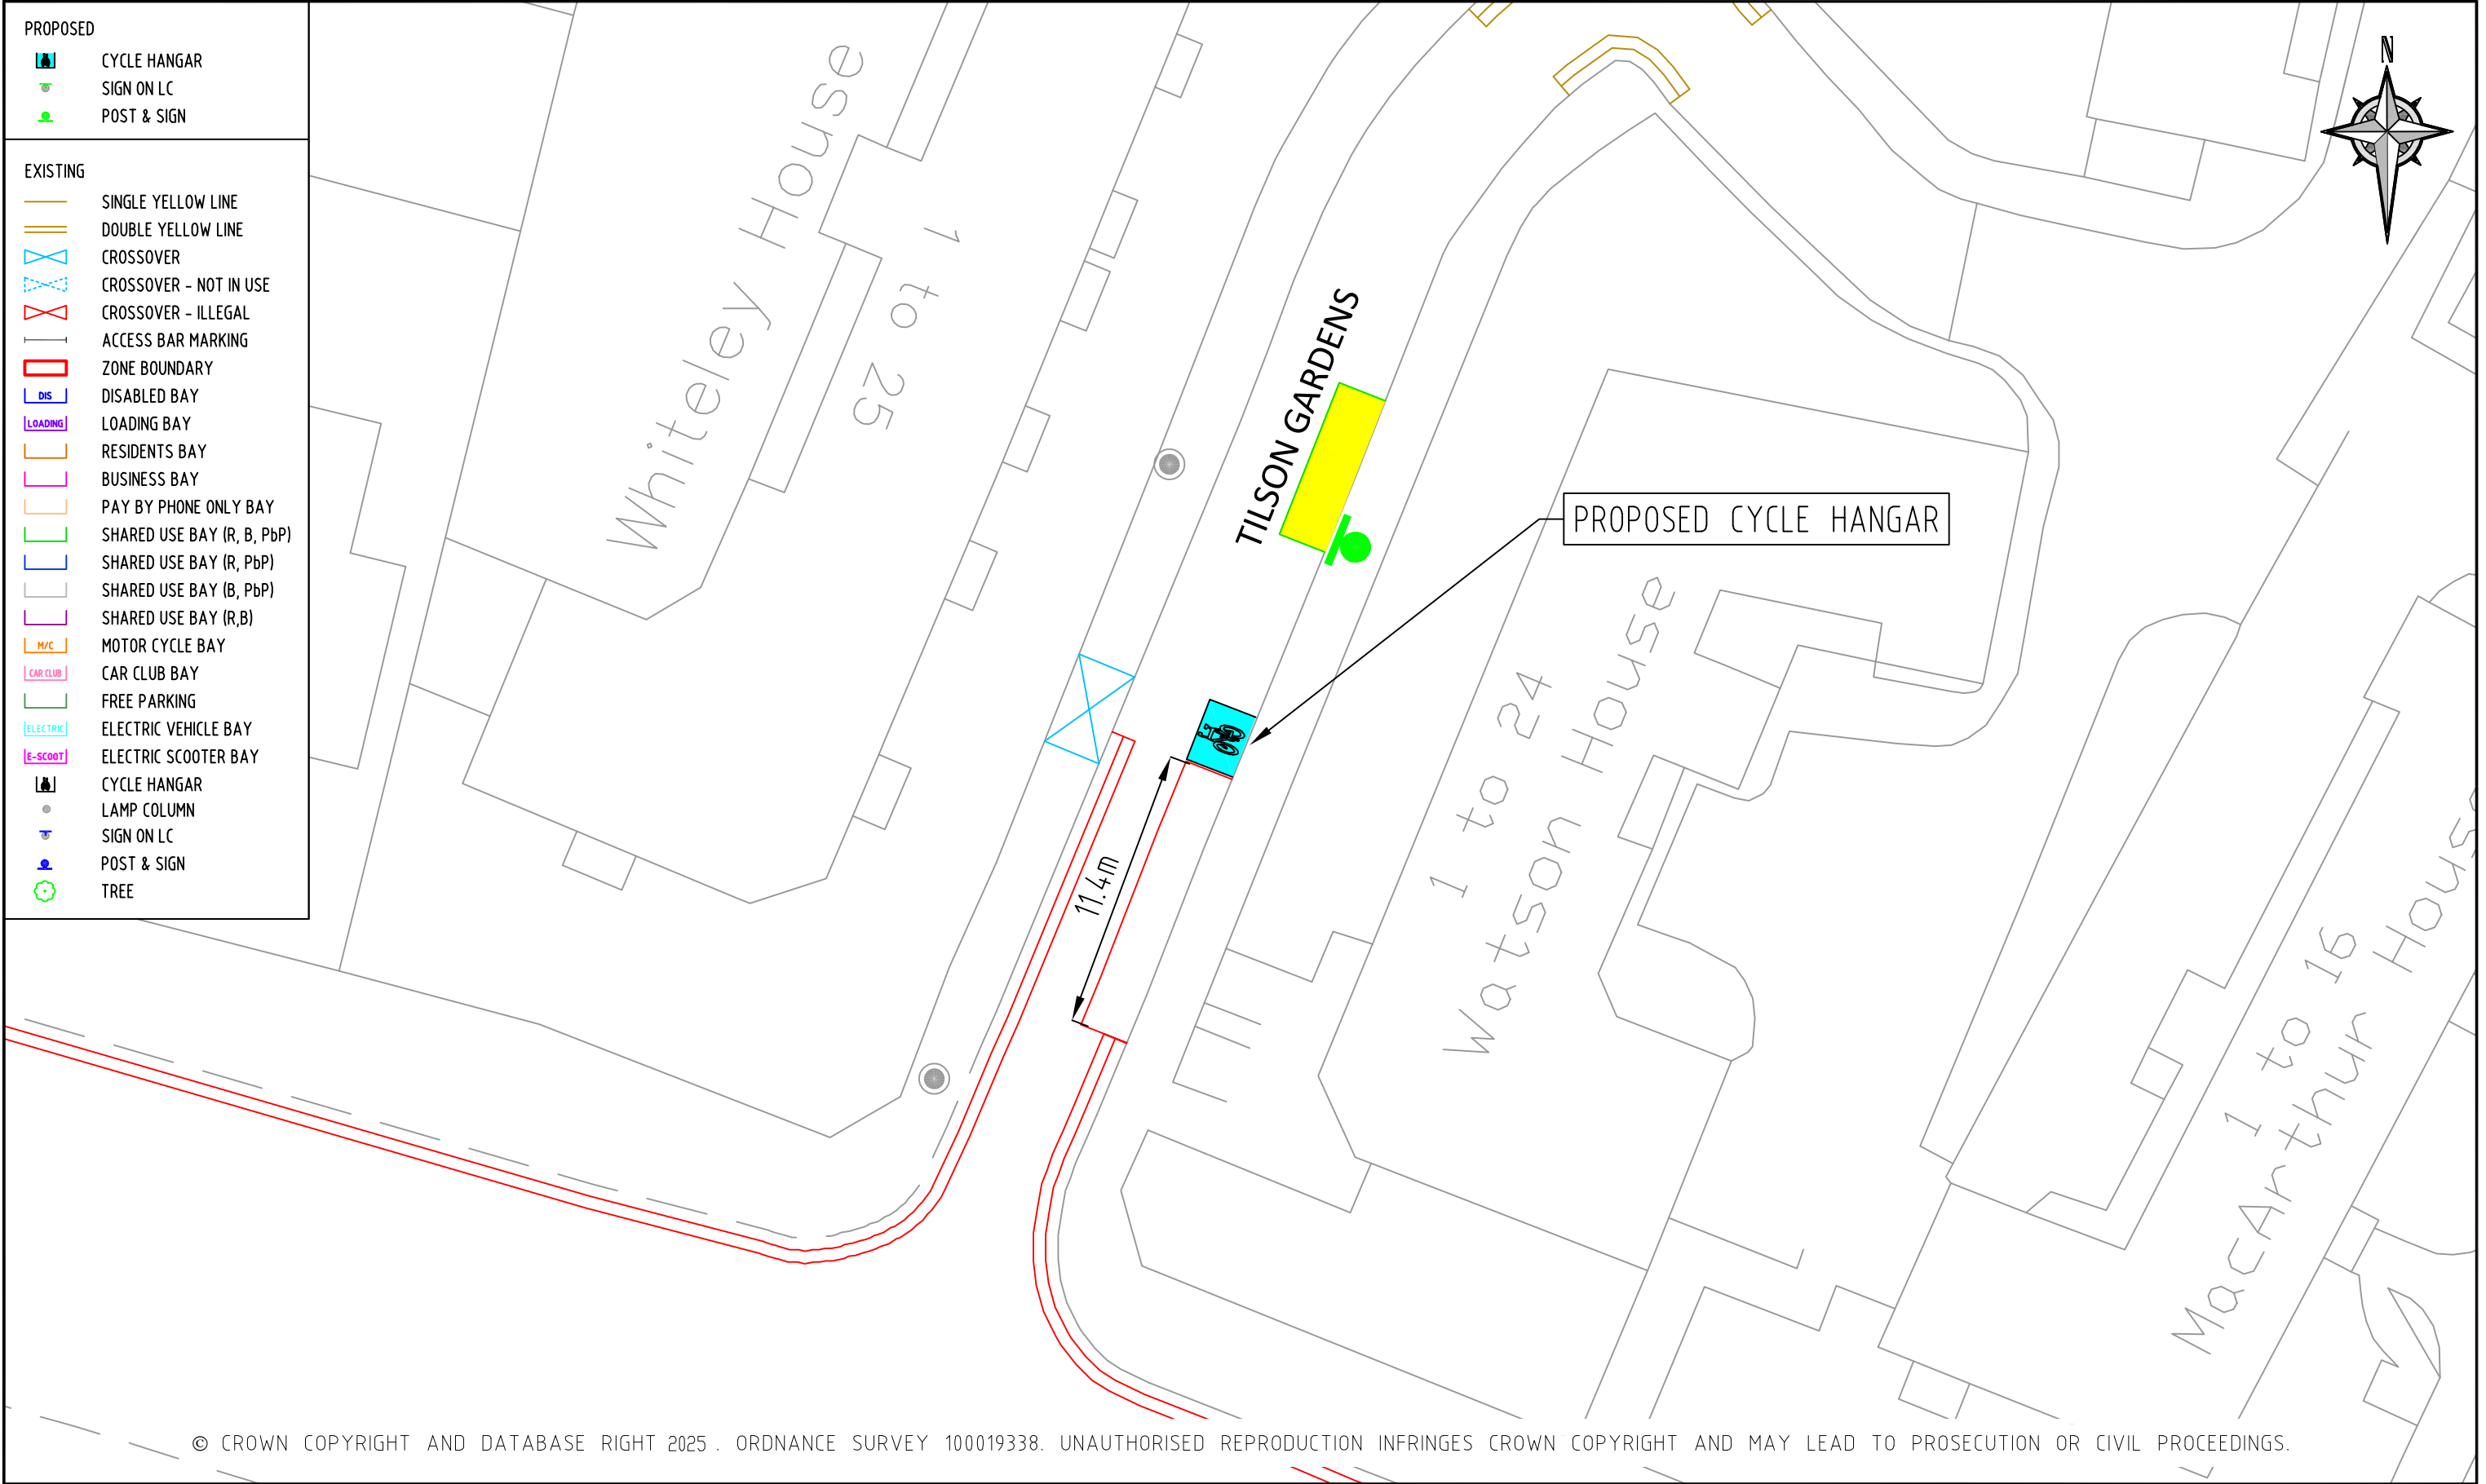 PROPOSED
CYCLE HANGAR
SIGN ON LC
POST & SIGN
EXISTING
SINGLE YELLOW LINE
DOUBLE YELLOW LINE
CROSSOVER
CROSSOVER - NOT IN USE
CROSSOVER - ILLEGAL
ACCESS BAR MARKING
ZONE BOUNDARY
DIS DISABLED BAY
LOADING LOADING BAY
RESIDENTS BAY
BUSINESS BAY
PAY BY PHONE ONLY BAY
SHARED USE BAY (R, B, PbP)
SHARED USE BAY (R, PbP)
SHARED USE BAY (B, PbP)
SHARED USE BAY (R,B)
M/C MOTOR CYCLE BAY
CAR CLUB CAR CLUB BAY
FREE PARKING
ELECTRIC ELECTRIC VEHICLE BAY
E-SCOOT ELECTRIC SCOOTER BAY
CYCLE HANGAR
LAMP COLUMN
SIGN ON LC
POST & SIGN
TREE
N
Whiteley House
1 to 25
TILSON GARDENS
PROPOSED CYCLE HANGAR
11.4m
1 to 24
Watson House
1 to 16
MacArthur Hous
© CROWN COPYRIGHT AND DATABASE RIGHT 2025 . ORDNANCE SURVEY 100019338. UNAUTHORISED REPRODUCTION INFRINGES CROWN COPYRIGHT AND MAY LEAD TO PROSECUTION OR CIVIL PROCEEDINGS.